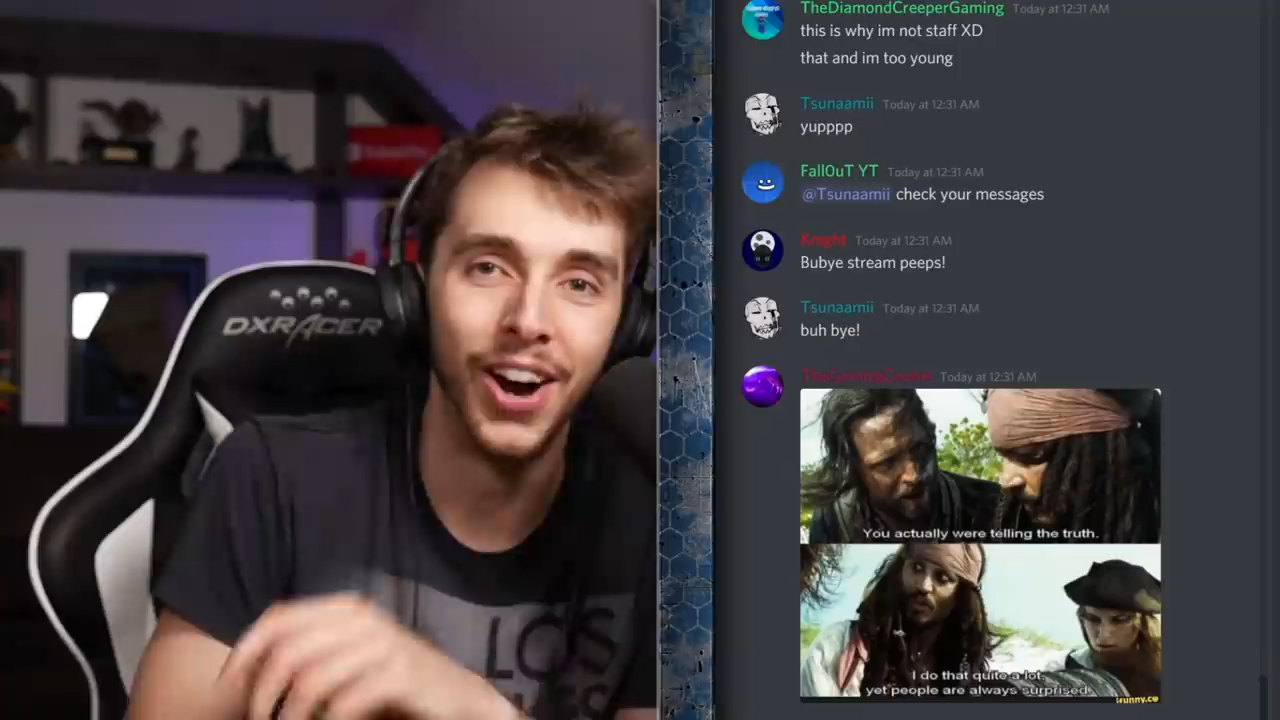 TheDiamondCreeperGaming Today at 12:31 AM
this is why im not staff XD
that and im too young
Tsunaamii Today at 12:31 AM
yupppp
FallOuT YT Today at 12:31 AM
@Tsunaamii check your messages
Knight Today at 12:31 AM
Bubye stream peeps!
Tsunaamii Today at 12:31 AM
buh bye!
Today at 12:31 AM
You actually were telling the truth.
I do that quite a lot,
yet people are always surprised.
DXRACER
LOS